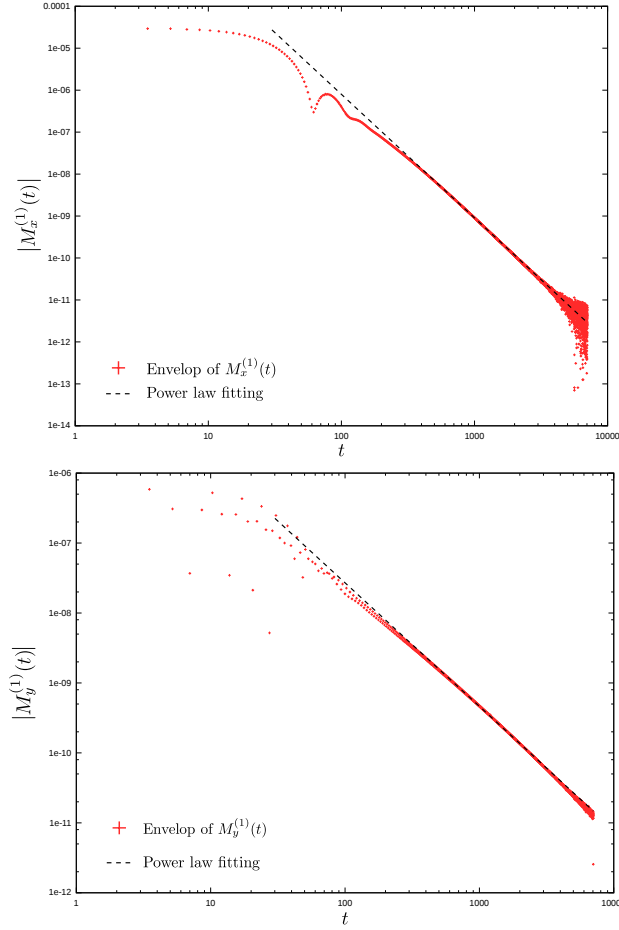 0.0001
1e-05
1e-06
1e-07
1e-08
1e-09
1e-10
1e-11
1e-12
1e-13
1e-14
|M_x^{(1)}(t)|
Envelop of M_x^{(1)}(t)
Power law fitting
1 10 100 1000 10000
t
1e-06
1e-07
1e-08
1e-09
1e-10
1e-11
1e-12
|M_y^{(1)}(t)|
Envelop of M_y^{(1)}(t)
Power law fitting
1 10 100 1000 1000
t